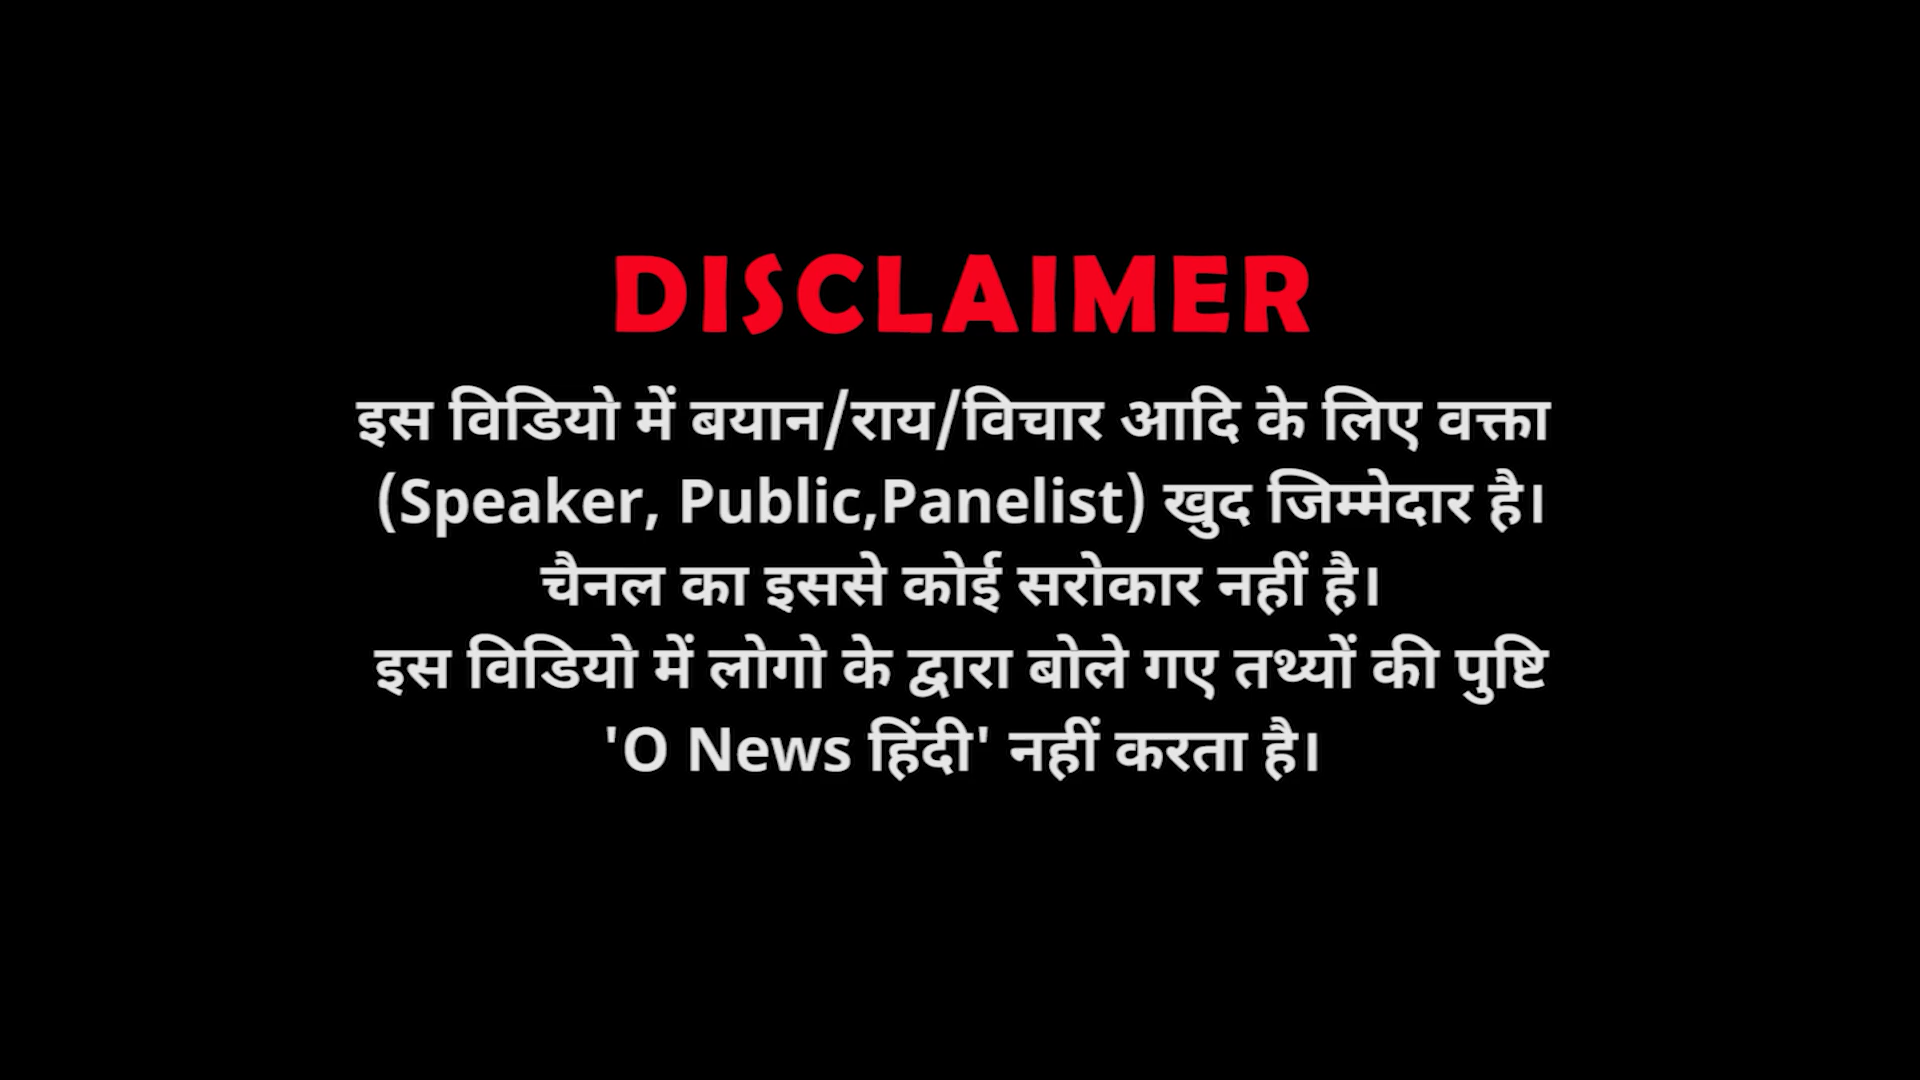 DISCLAIMER
इस विडियो में बयान/राय/विचार आदि के लिए वक्ता
(Speaker, Public,Panelist) खुद जिम्मेदार है।
चैनल का इससे कोई सरोकार नहीं है।
इस विडियो में लोगो के द्वारा बोले गए तथ्यों की पुष्टि
'O News हिंदी' नहीं करता है।